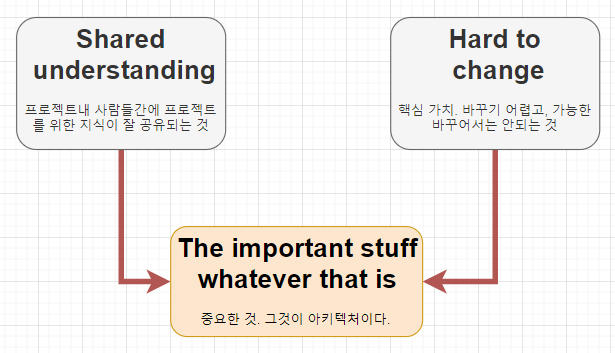 Shared
understanding
프로젝트내 사람들간에 프로젝트
를 위한 지식이 잘 공유되는 것
Hard to
change
핵심 가치. 바꾸기 어렵고, 가능한
바꾸어서는 안되는 것
The important stuff
whatever that is
중요한 것. 그것이 아키텍처이다.